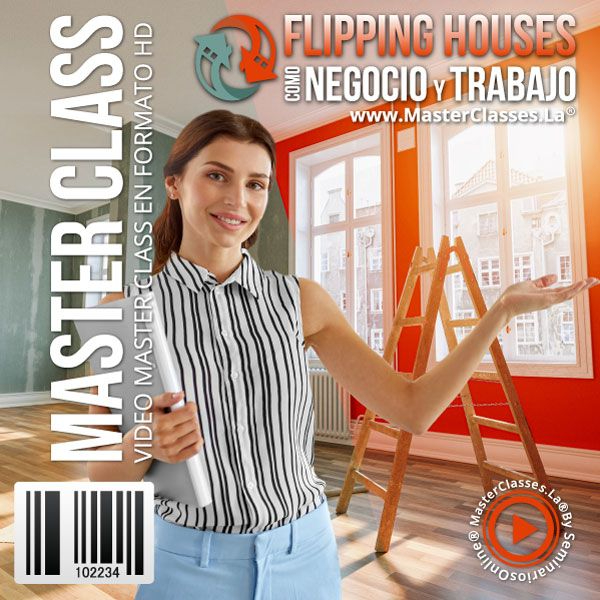 FLIPPING HOUSES
COMO NEGOCIO Y TRABAJO
www.MasterClasses.La®
MASTER CLASS
VIDEO MASTER CLASS EN FORMATO HD
102234
MasterClasses.La® By SeminariosOnline®